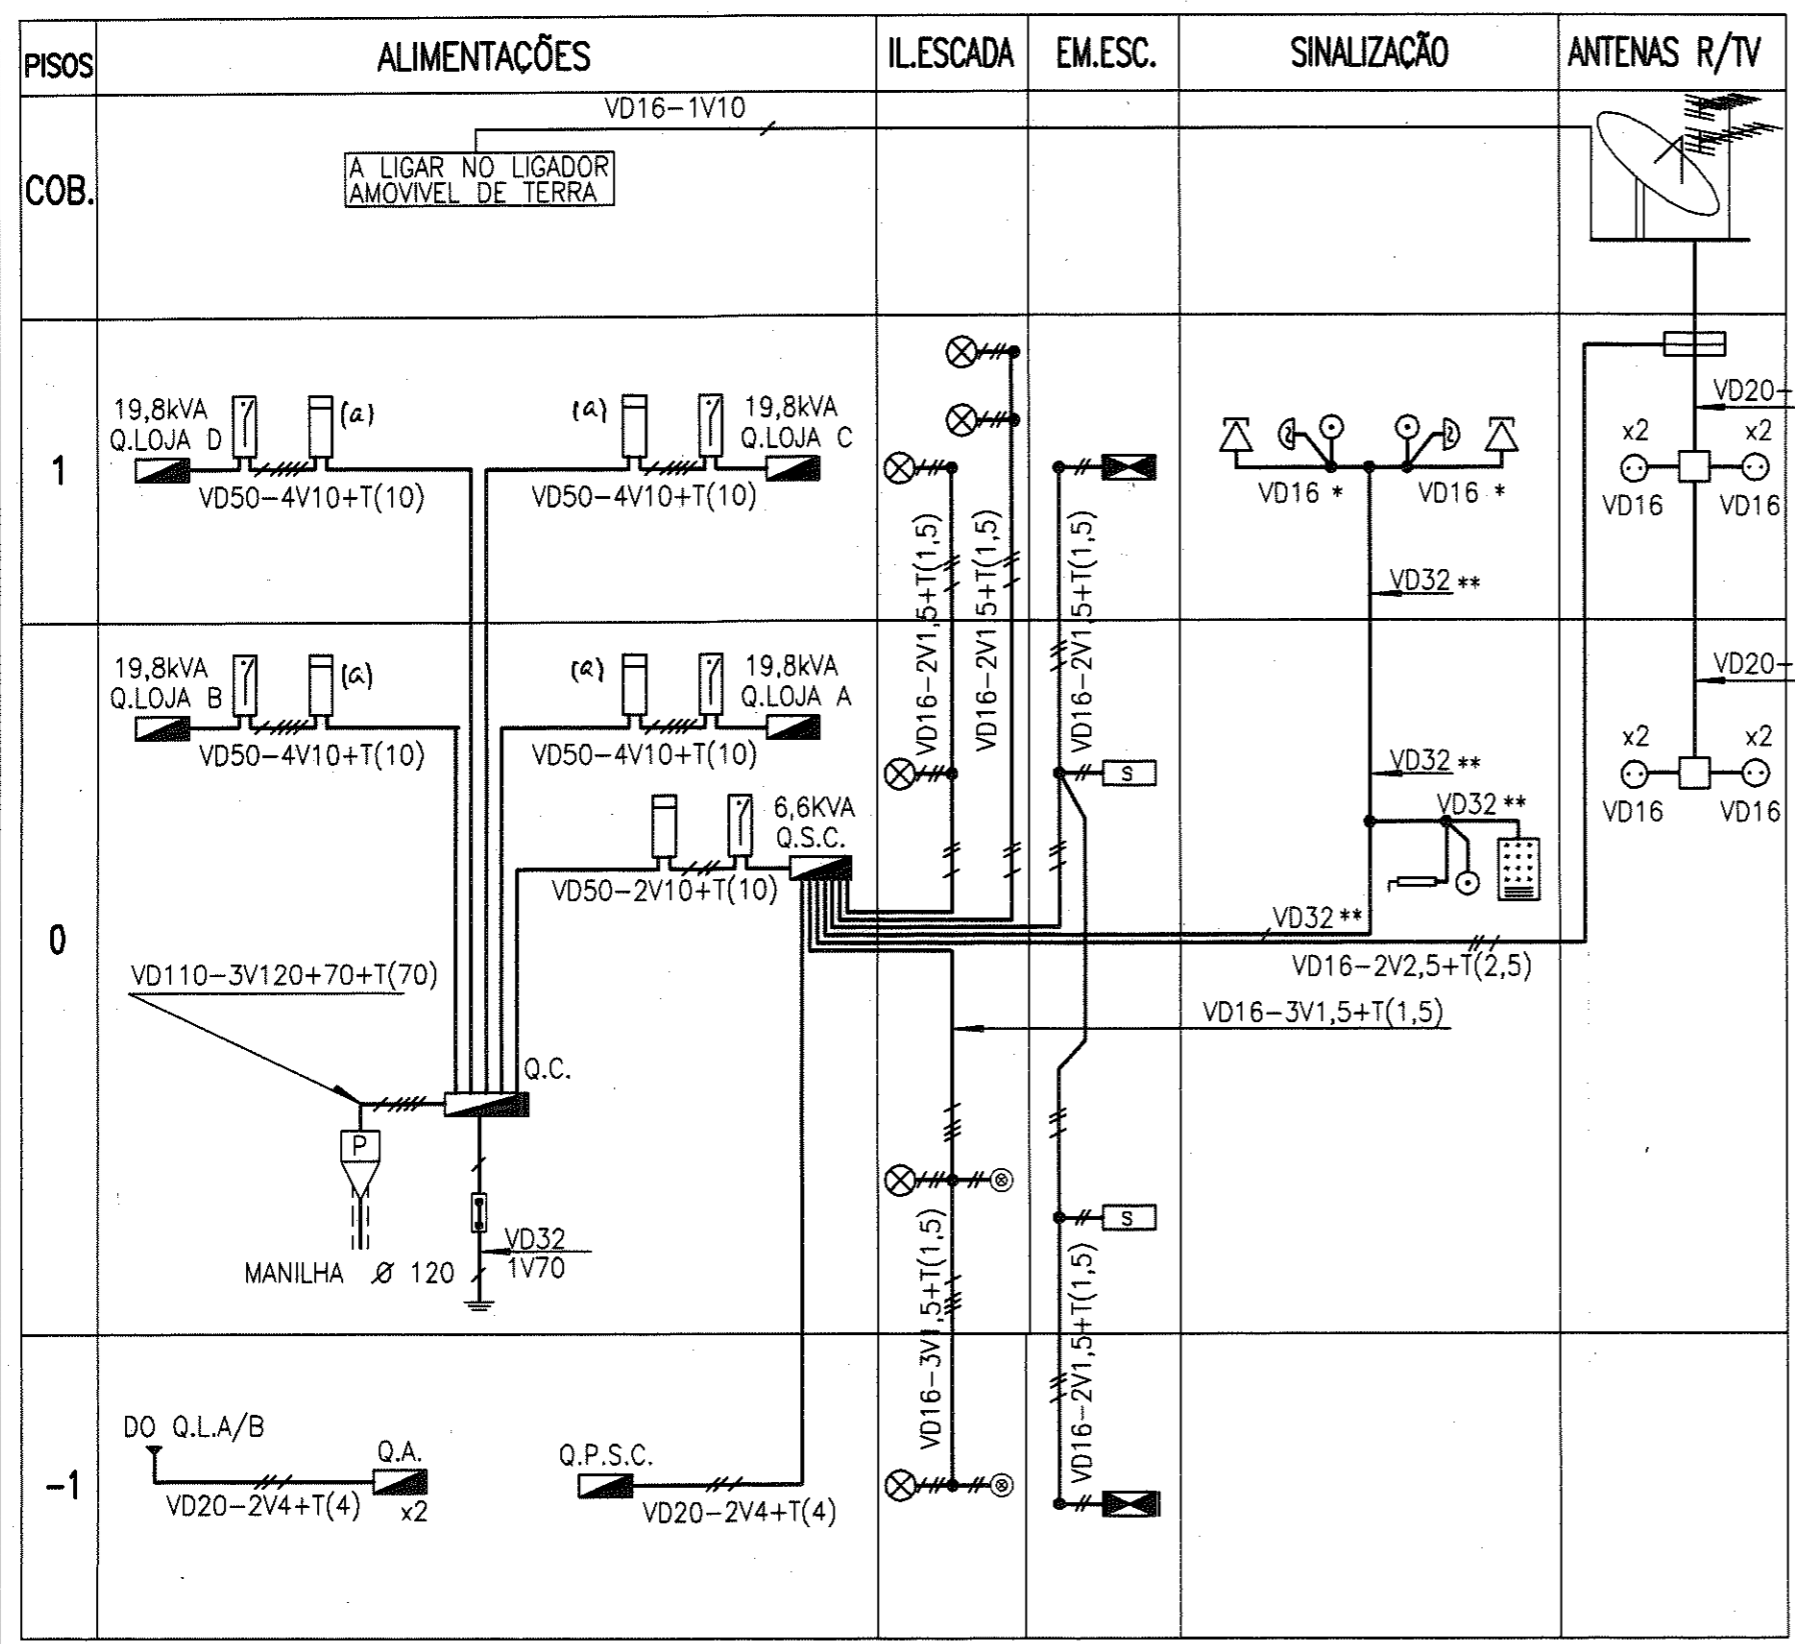 PISOS
ALIMENTAÇÕES
IL.ESCADA
EM.ESC.
SINALIZAÇÃO
ANTENAS R/TV
COB.
VD16-1V10
A LIGAR NO LIGADOR
AMOVIVEL DE TERRA
1
19,8kVA
Q.LOJA D
(a)
VD50-4V10+T(10)
(a)
19,8kVA
Q.LOJA C
VD50-4V10+T(10)
VD16-2V1,5+T(1,5)
VD16-2V1,5+T(1,5)
VD16-2V1,5+T(1,5)
VD16 *
VD16 *
VD32 **
VD20-
x2
x2
VD16
VD16
0
19,8kVA
Q.LOJA B
(a)
VD50-4V10+T(10)
(a)
19,8kVA
Q.LOJA A
VD50-4V10+T(10)
6,6KVA
Q.S.C.
VD50-2V10+T(10)
S
VD32 **
VD32 **
VD32 **
VD20-
x2
x2
VD16
VD16
VD16-2V2,5+T(2,5)
VD110-3V120+70+T(70)
VD16-3V1,5+T(1,5)
Q.C.
P
MANILHA Ø 120
VD32
1V70
S
VD16-3V1,5+T(1,5)
VD16-2V1,5+T(1,5)
-1
DO Q.L.A/B
Q.A.
VD20-2V4+T(4)
x2
Q.P.S.C.
VD20-2V4+T(4)